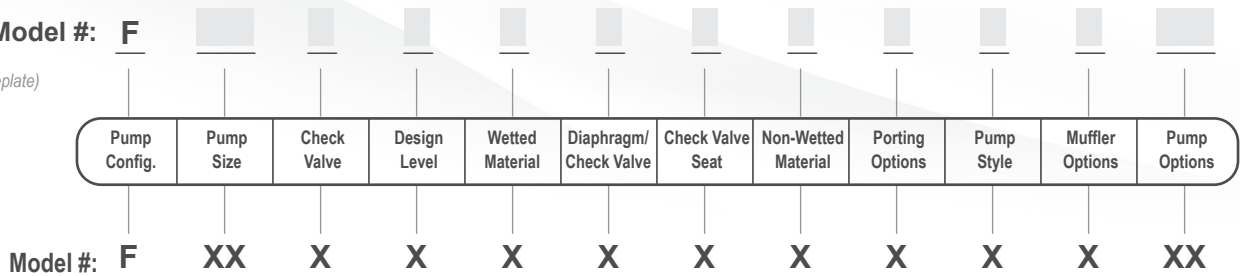 Model #: F
plate)
Pump Config. Pump Size Check Valve Design Level Wetted Material Diaphragm/ Check Valve Check Valve Seat Non-Wetted Material Porting Options Pump Style Muffler Options Pump Options
Model #: F XX X X X X X X X X X XX